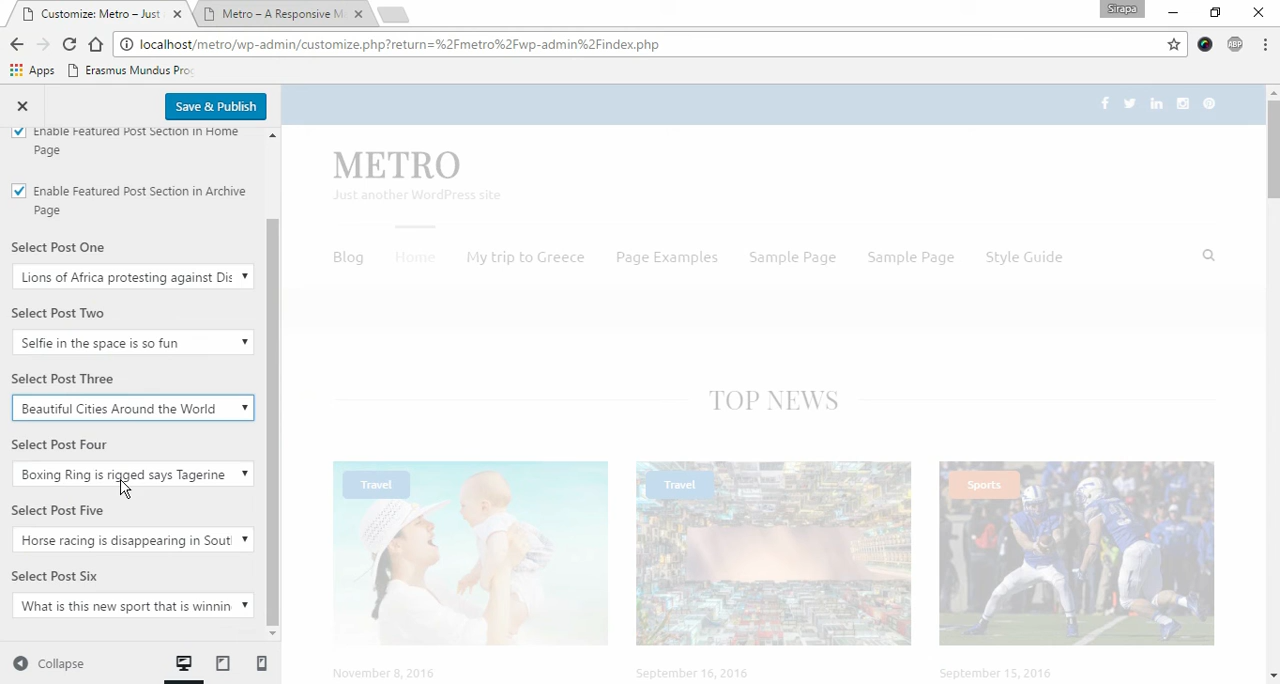 Customize: Metro – Just
Metro – A Responsive M
Sirapa
localhost/metro/wp-admin/customize.php?return=%2Fmetro%2Fwp-admin%2Findex.php
ABP
Apps
Erasmus Mundus Pro
Save & Publish
Enable Featured Post Section in Home
Page
Enable Featured Post Section in Archive
Page
Select Post One
Lions of Africa protesting against Dis
Select Post Two
Selfie in the space is so fun
Select Post Three
Beautiful Cities Around the World
Select Post Four
Boxing Ring is rigged says Tagerine
Select Post Five
Horse racing is disappearing in Sout
Select Post Six
What is this new sport that is winnin
Collapse
METRO
Just another WordPress site
Blog
Home
My trip to Greece
Page Examples
Sample Page
Sample Page
Style Guide
TOP NEWS
Travel
Travel
Sports
November 8, 2016
September 16, 2016
September 15, 2016